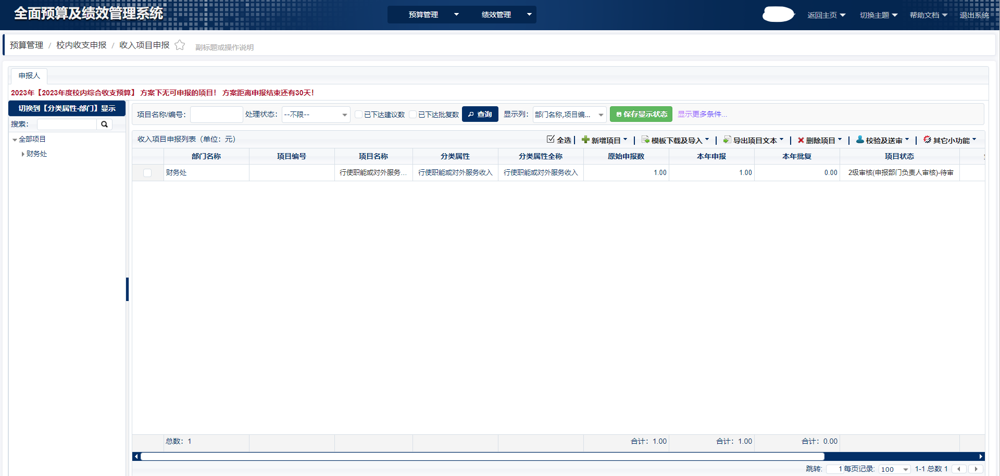 全面预算及绩效管理系统
预算管理 绩效管理
返回主页 切换主题 帮助文档 退出系统
预算管理 / 校内收支申报 / 收入项目申报 副标题或操作说明
申报人
2023年【2023年度校内综合收支预算】 方案下无可申报的项目! 方案距离申报结束还有30天!
切换到【分类属性-部门】显示
搜索:
全部项目
财务处
项目名称/编号: 处理状态: --不限-- 已下达建议数 已下达批复数 查询 显示列: 部门名称,项目编... 保存显示状态 显示更多条件...
收入项目申报列表（单位：元） 全选 | 新增项目 | 模板下载及导入 | 导出项目文本 | 删除项目 | 校验及送审 | 其它小功能
部门名称 项目编号 项目名称 分类属性 分类属性全称 原始申报数 本年申报 本年批复 项目状态
财务处 行使职能或对外服务... 行使职能或对外服务收入 行使职能或对外服务收入 1.00 1.00 0.00 2级审核(申报部门负责人审核)-待审
总数：1 合计：1.00 合计：1.00 合计：0.00
跳转: 1 每页记录: 100 1-1 总数 1